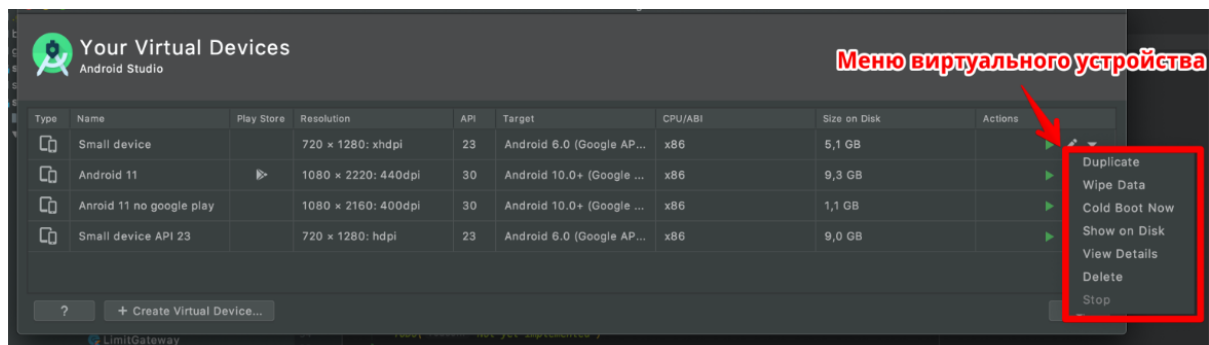 Your Virtual Devices
Android Studio
Меню виртуального устройства
Type Name Play Store Resolution API Target CPU/ABI Size on Disk Actions
Small device 720 × 1280: xhdpi 23 Android 6.0 (Google AP... x86 5,1 GB
Android 11 1080 × 2220: 440dpi 30 Android 10.0+ (Google ... x86 9,3 GB
Anroid 11 no google play 1080 × 2160: 400dpi 30 Android 10.0+ (Google ... x86 1,1 GB
Small device API 23 720 × 1280: hdpi 23 Android 6.0 (Google AP... x86 9,0 GB
Duplicate
Wipe Data
Cold Boot Now
Show on Disk
View Details
Delete
Stop
? + Create Virtual Device...
LimitGateway